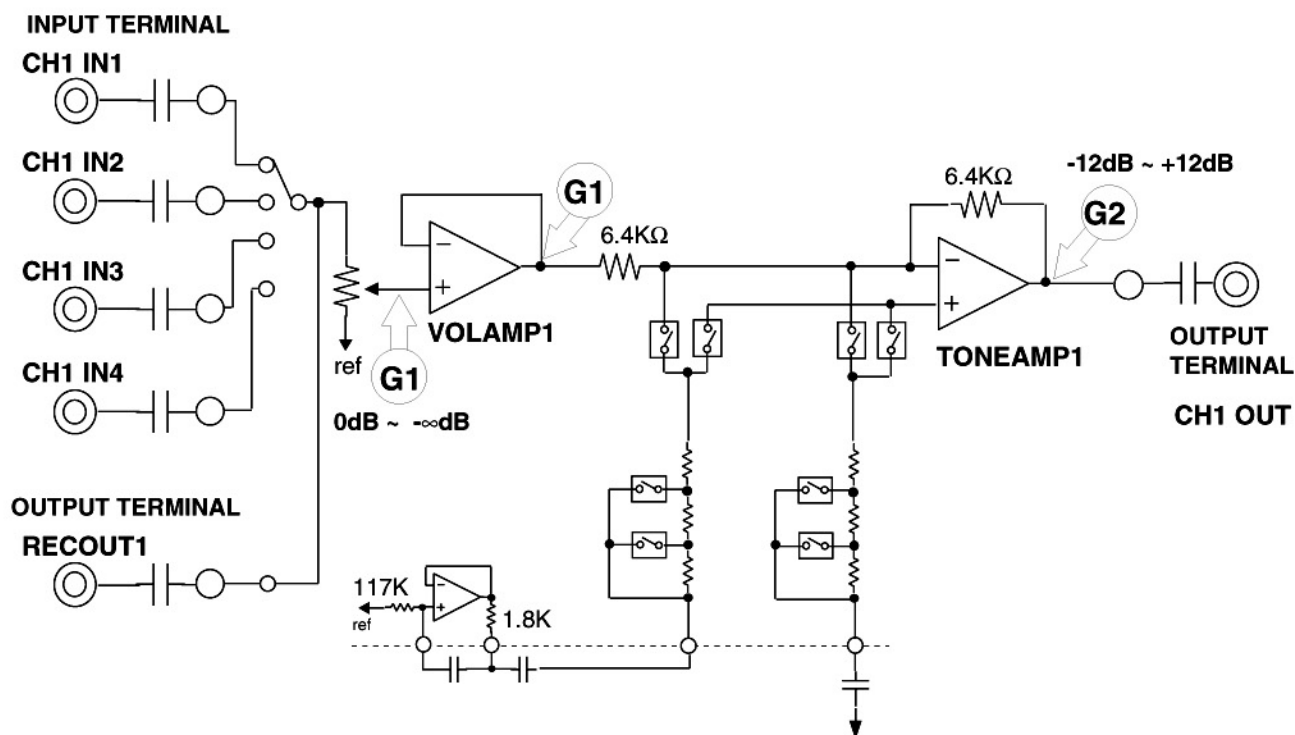 INPUT TERMINAL
CH1 IN1
CH1 IN2
CH1 IN3
CH1 IN4
OUTPUT TERMINAL
RECOUT1
ref
G1
0dB ~ -∞dB
−
+
VOLAMP1
G1
6.4KΩ
6.4KΩ
−
+
TONEAMP1
-12dB ~ +12dB
G2
OUTPUT
TERMINAL
CH1 OUT
117K
ref
-
+
1.8K